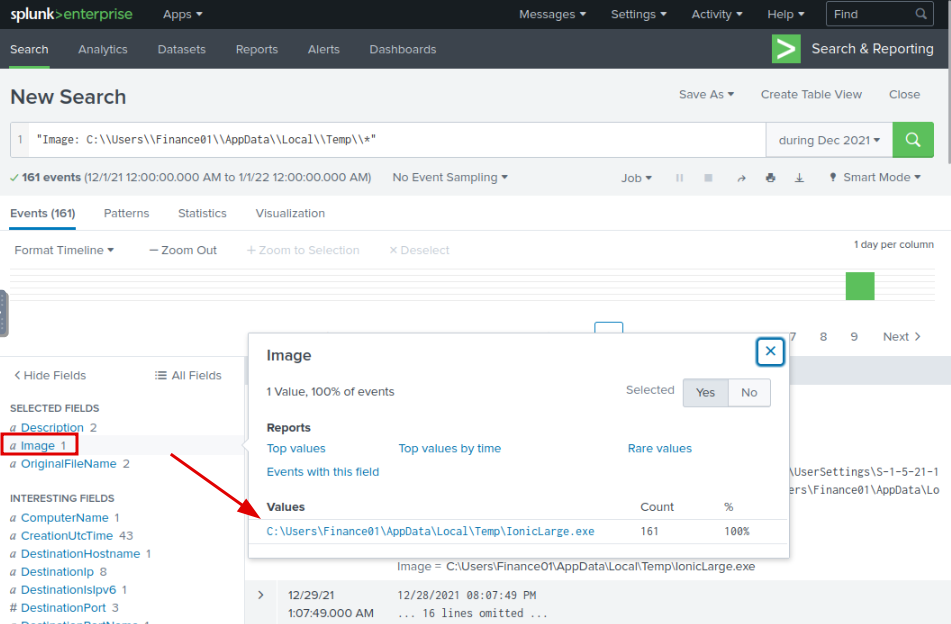 splunk>enterprise Apps Messages Settings Activity Help Find
Search Analytics Datasets Reports Alerts Dashboards Search & Reporting
New Search Save As Create Table View Close
1 "Image: C:\\Users\\Finance01\\AppData\\Local\\Temp\\*" during Dec 2021
161 events (12/1/21 12:00:00.000 AM to 1/1/22 12:00:00.000 AM) No Event Sampling Job Smart Mode
Events (161) Patterns Statistics Visualization
Format Timeline — Zoom Out + Zoom to Selection × Deselect 1 day per column
7 8 9 Next >
< Hide Fields All Fields
SELECTED FIELDS
a Description 2
a Image 1
a OriginalFileName 2
INTERESTING FIELDS
a ComputerName 1
a CreationUtcTime 43
a DestinationHostname 1
a DestinationIp 8
a DestinationIsIpv6 1
# DestinationPort 3
a DestinationPortName 1
Image
1 Value, 100% of events Selected Yes No
Reports
Top values Top values by time Rare values
Events with this field
Values Count %
C:\Users\Finance01\AppData\Local\Temp\IonicLarge.exe 161 100%
\UserSettings\S-1-5-21-1
ers\Finance01\AppData\Lo
Image = C:\Users\Finance01\AppData\Local\Temp\IonicLarge.exe
> 12/29/21 12/28/2021 08:07:49 PM
1:07:49.000 AM ... 16 lines omitted ...